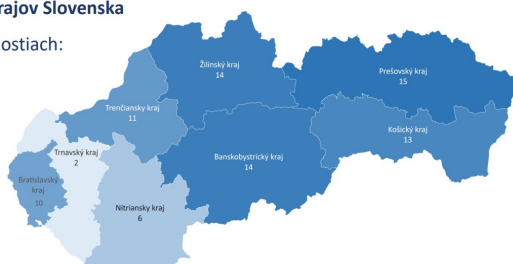 rajov Slovenska
ostiach:
Žilinský kraj
14
Prešovský kraj
15
Trenčiansky kraj
11
Košický kraj
13
Trnavský kraj
2
Banskobystrický kraj
14
Bratislavský
kraj
10
Nitriansky kraj
6